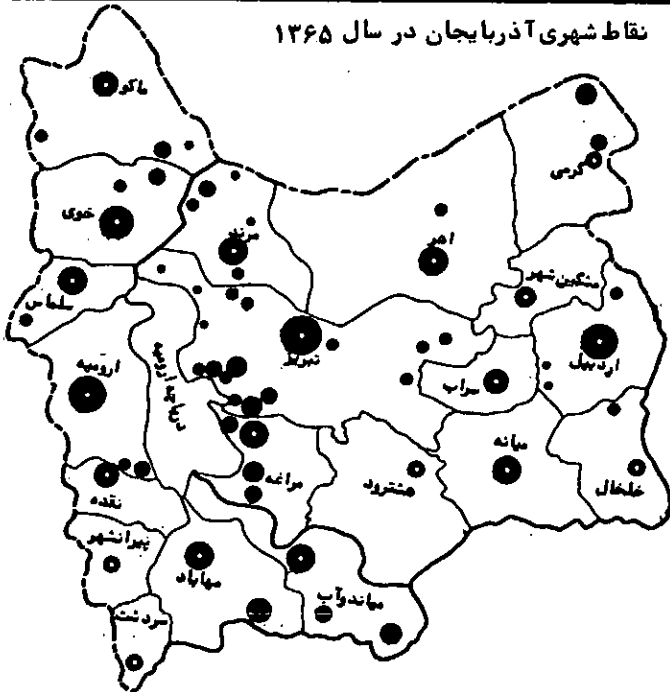 نقاط شهری آذربایجان در سال ۱۳۶۵
ماکو
گرمی
خوی
مرند
اهر
مشگین شهر
سلماس
تبریز
اردبیل
ارومیه
دریاچه ارومیه
سراب
میانه
خلخال
مراغه
هشترود
نقده
پیرانشهر
مهاباد
میاندوآب
سردشت